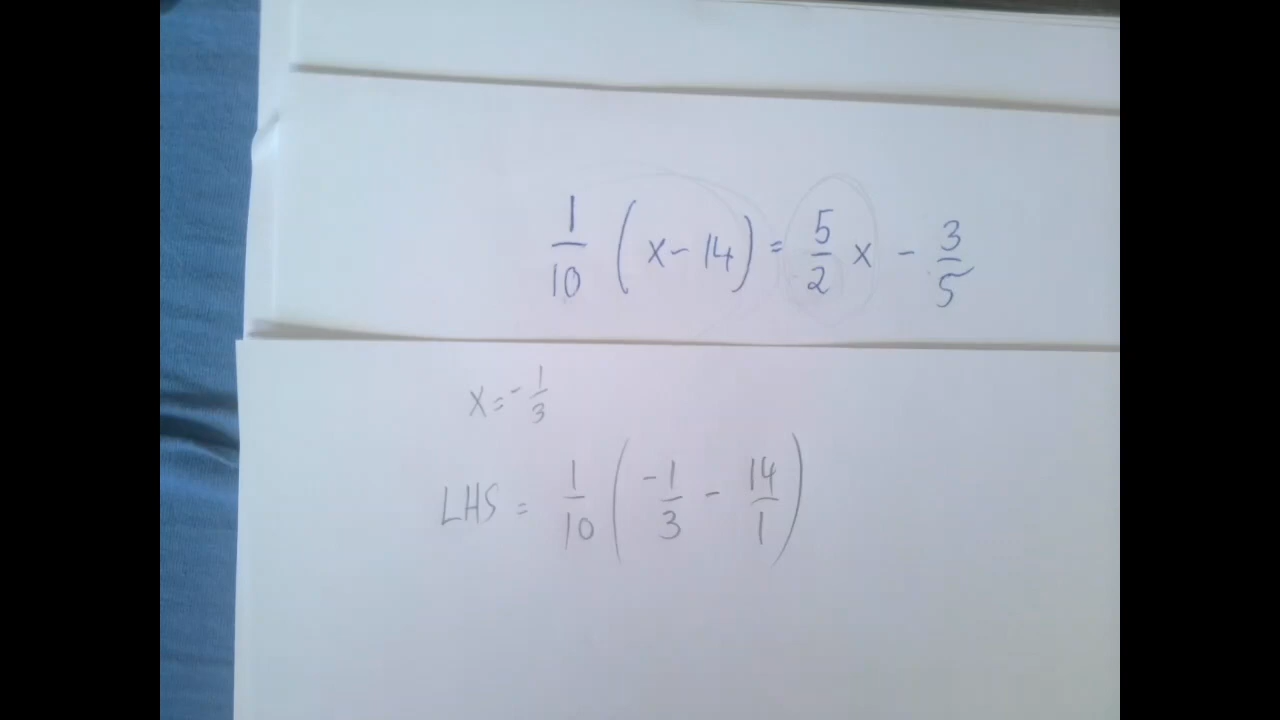 1/10 (x - 14) = 5/2 x - 3/5
x = - 1/3
LHS = 1/10 (-1/3 - 14/1)